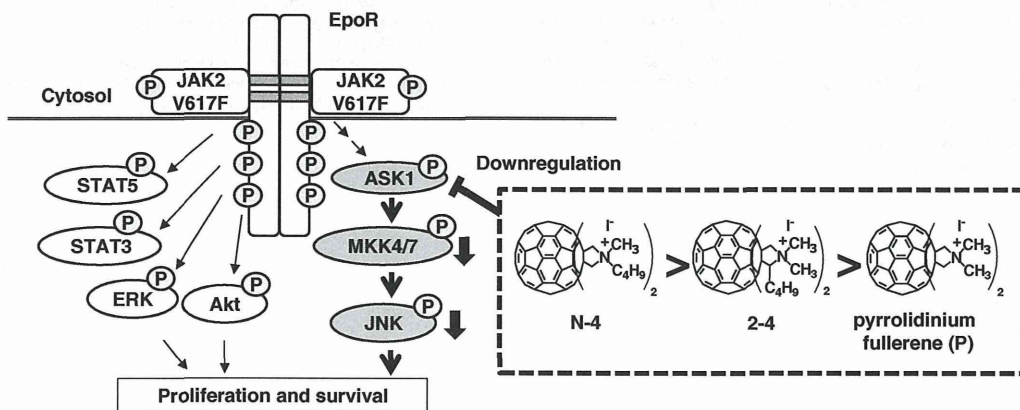 EpoR
P
JAK2
V617F
JAK2
V617F
P
Cytosol
P
P
P
P
P
P
P
STAT5
P
ASK1
Downregulation
P
STAT3
P
MKK4/7
P
ERK
P
Akt
P
JNK
Proliferation and survival
I-
+
N
CH3
C4H9
2
N-4
>
I-
+
N
CH3
CH3
C4H9
2
2-4
>
I-
+
N
CH3
CH3
2
pyrrolidinium
fullerene (P)